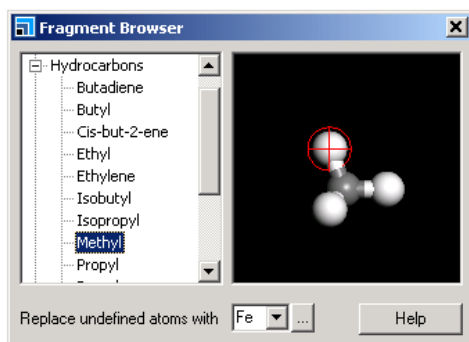 Fragment Browser
Hydrocarbons
Butadiene
Butyl
Cis-but-2-ene
Ethyl
Ethylene
Isobutyl
Isopropyl
Methyl
Propyl
Replace undefined atoms with Fe ... Help